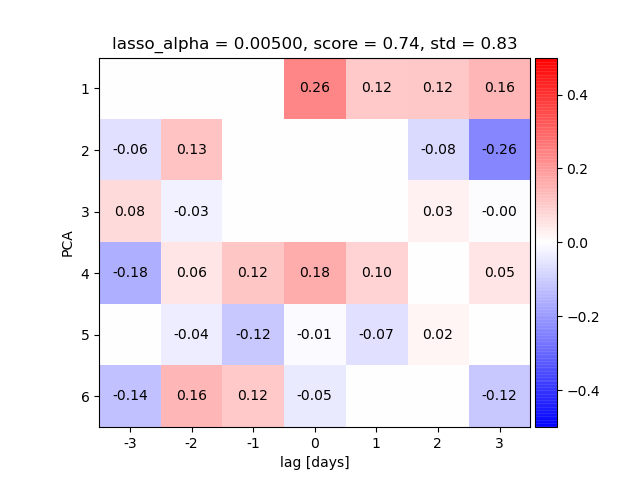 lasso_alpha = 0.00500, score = 0.74, std = 0.83
1 0.26 0.12 0.12 0.16
2 -0.06 0.13 -0.08 -0.26
3 0.08 -0.03 0.03 -0.00
4 -0.18 0.06 0.12 0.18 0.10 0.05
5 -0.04 -0.12 -0.01 -0.07 0.02
6 -0.14 0.16 0.12 -0.05 -0.12
PCA
-3 -2 -1 0 1 2 3
lag [days]
0.4
0.2
0.0
−0.2
−0.4